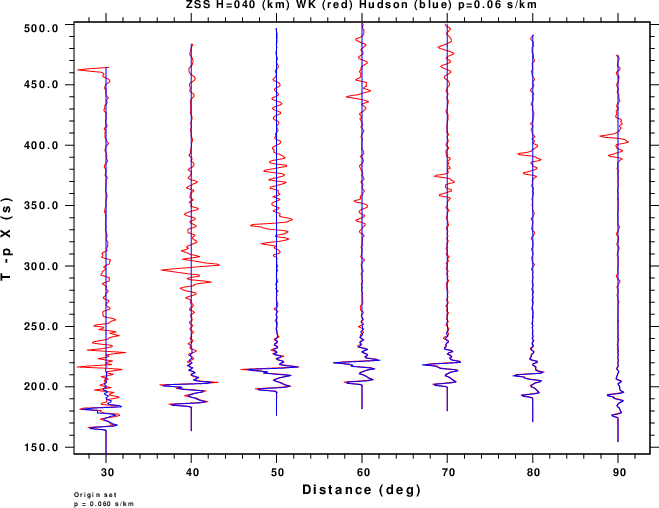 ZSS H=040 (km) WK (red) Hudson (blue) p=0.06 s/km
500.0
450.0
400.0
350.0
300.0
250.0
200.0
150.0
T -p X (s)
30 40 50 60 70 80 90
Distance (deg)
Origin set
p = 0.060 s/km